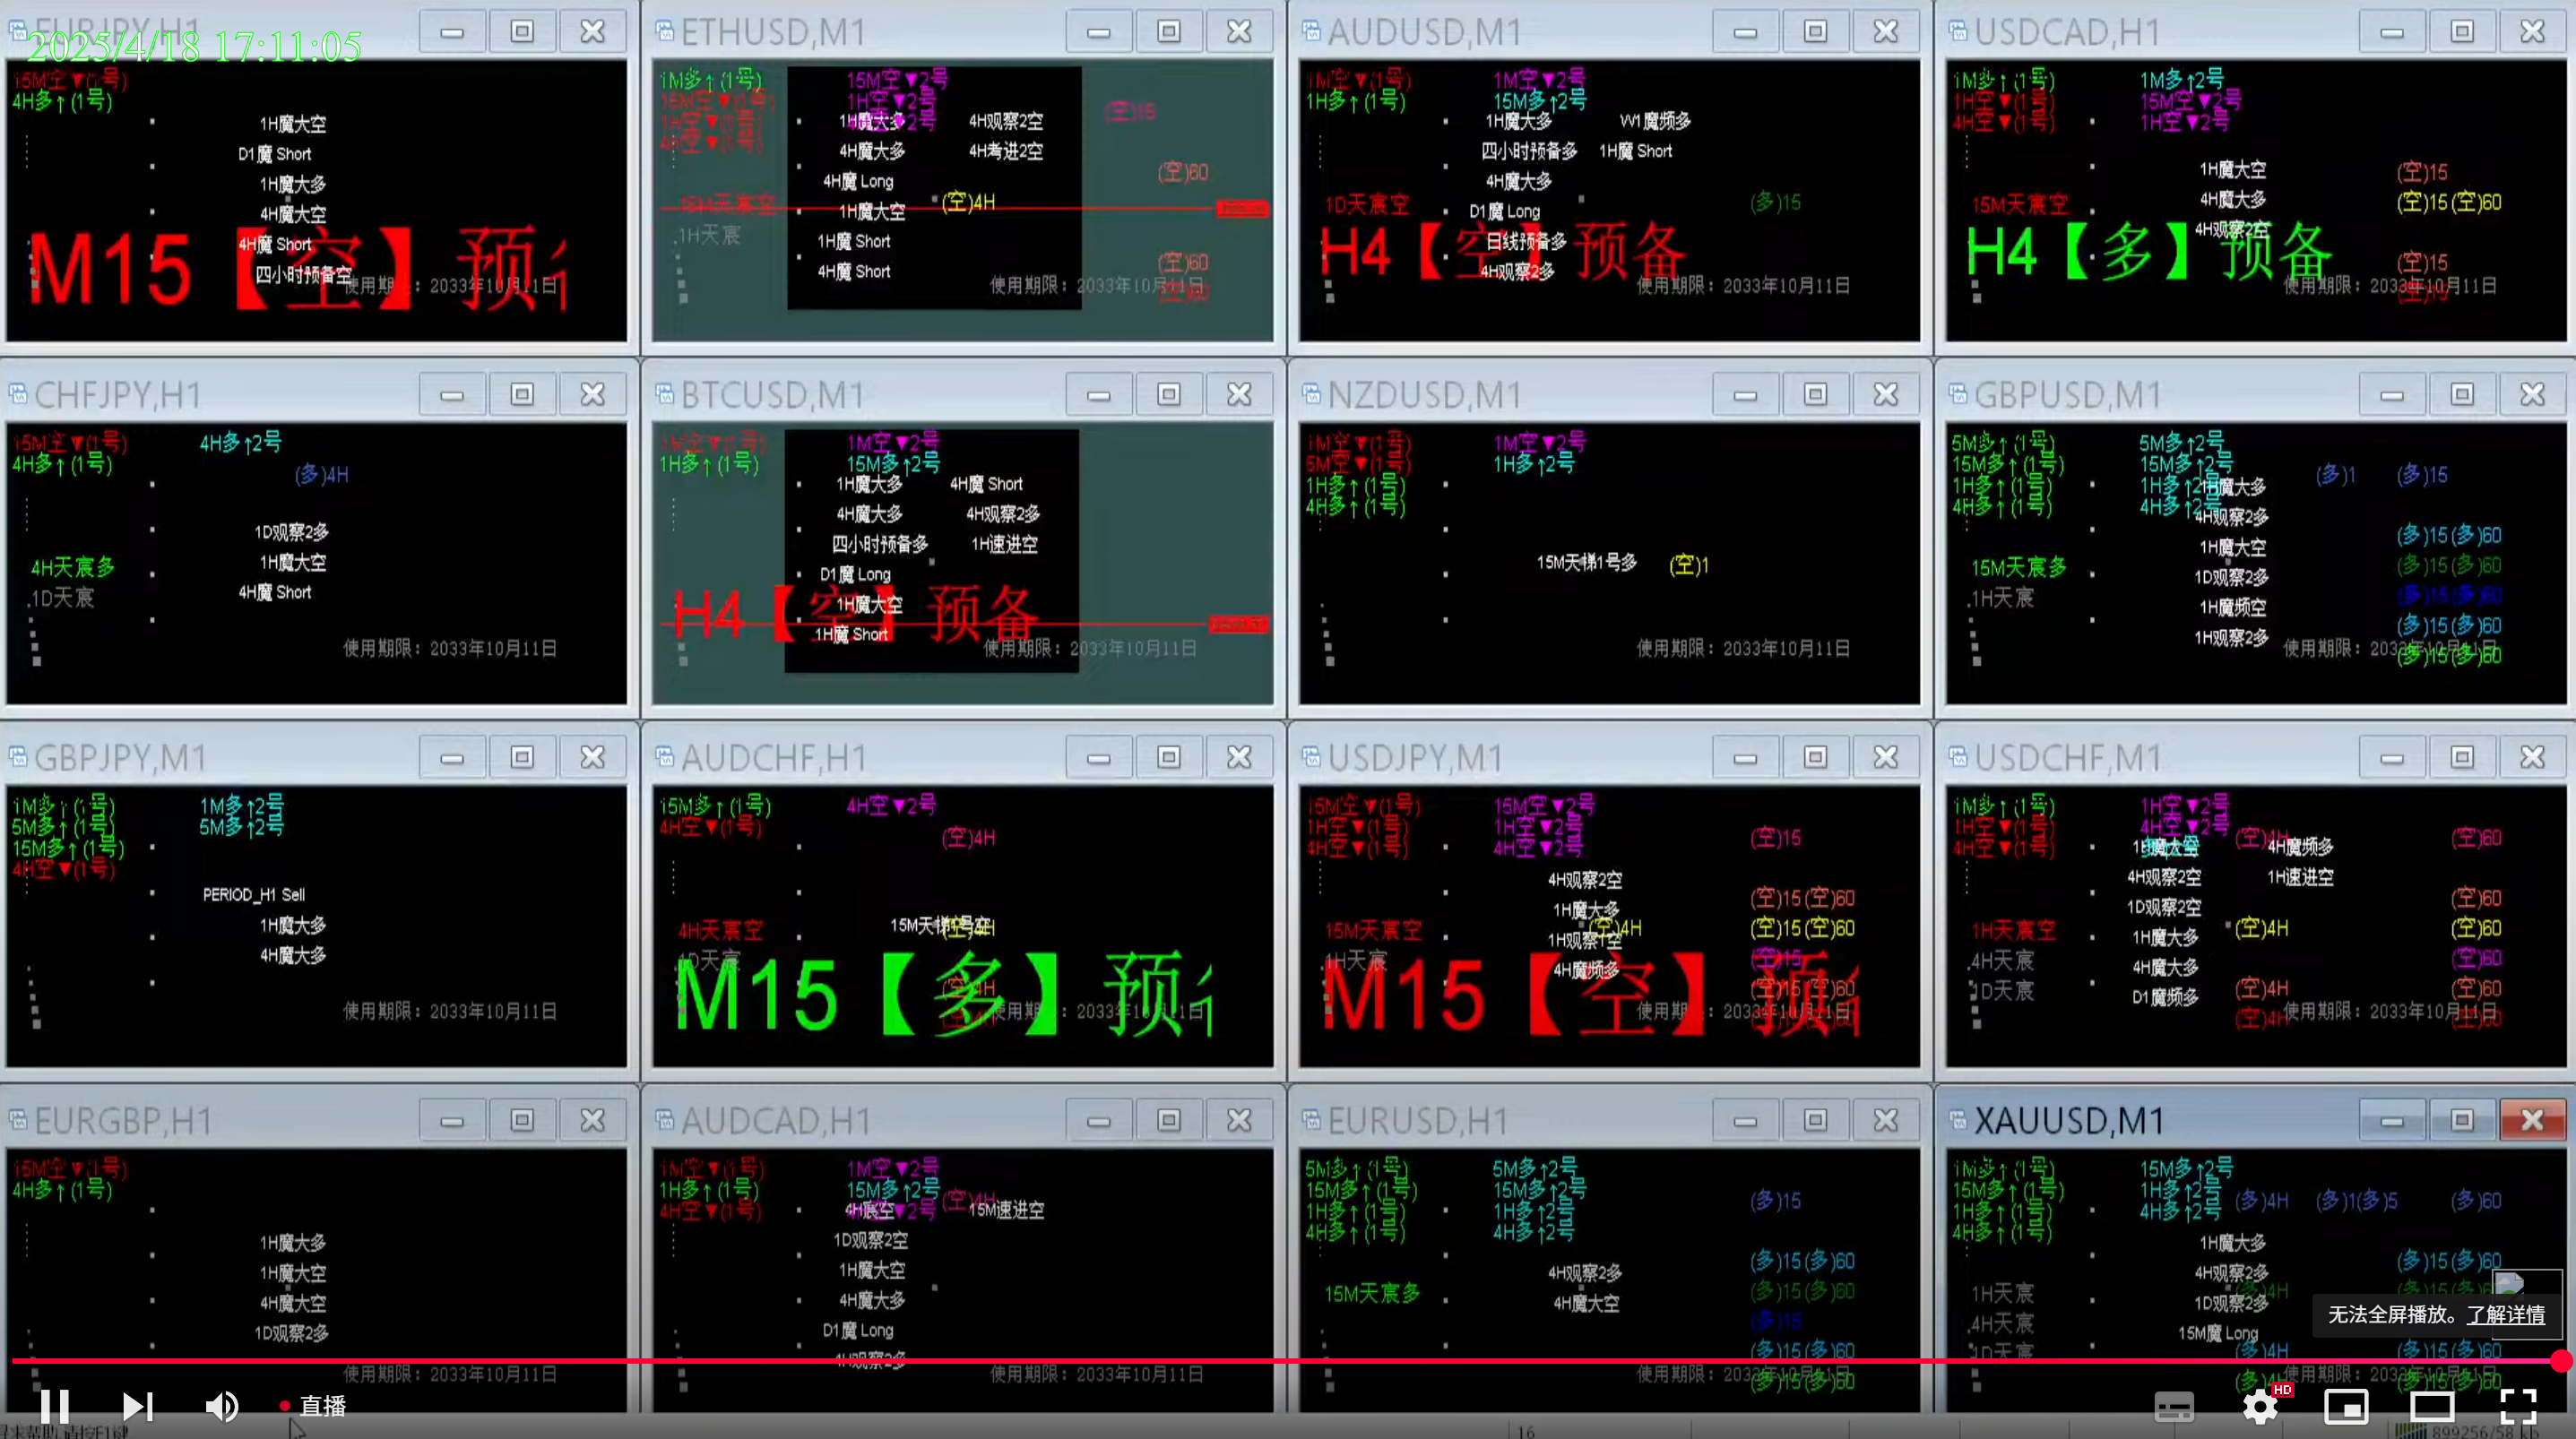 EURJPY,H1
2025/4/18 17:11:05
15M空▼(1号)
4H多↑(1号)
1H魔大空
D1魔 Short
1H魔大多
4H魔大空
4H魔 Short
四小时预备空
M15【空】预
使用期限：2033年10月11日
ETHUSD,M1
1M多↑(1号) 15M空▼2号
15M空▼(1号) 1H空▼2号 (空)15
1H空▼(1号) 1H魔大多 4H观察2空
4H空▼(1号) 4H魔大多 4H考进2空
(空)60
4H魔 Long
15M天宸空 1H魔大空 (空)4H
.1H天宸 1H魔 Short
4H魔 Short (空)60
使用期限：2033年10月11日
(空)60
AUDUSD,M1
1M空▼(1号) 1M空▼2号
1H多↑(1号) 15M多↑2号
1H魔大多 W1魔频多
四小时预备多 1H魔 Short
4H魔大多
1D天宸空 D1魔 Long (多)15
H4【空】预备
日线预备多
4H观察2多
使用期限：2033年10月11日
USDCAD,H1
1M多↑(1号) 1M多↑2号
1H空▼(1号) 15M空▼2号
4H空▼(1号) 1H空▼2号
1H魔大空 (空)15
15M天宸空 4H魔大多 (空)15(空)60
4H观察2空
H4【多】预备
(空)15
使用期限：2033年10月11日
(空)15
CHFJPY,H1
15M空▼(1号) 4H多↑2号
4H多↑(1号) (多)4H
1D观察2多
4H天宸多 1H魔大空
.1D天宸 4H魔 Short
使用期限：2033年10月11日
BTCUSD,M1
1M空▼(1号) 1M空▼2号
1H多↑(1号) 15M多↑2号
1H魔大多 4H魔 Short
4H魔大多 4H观察2多
四小时预备多 1H速进空
D1魔 Long
1H魔大空
H4【空】预备
1H魔 Short
使用期限：2033年10月11日
NZDUSD,M1
1M空▼(1号) 1M空▼2号
5M空▼(1号) 1H多↑2号
1H多↑(1号)
4H多↑(1号)
15M天梯1号多 (空)1
使用期限：2033年10月11日
GBPUSD,M1
5M多↑(1号) 5M多↑2号
15M多↑(1号) 15M多↑2号 (多)1 (多)15
1H多↑(1号) 1H多↑2号 1H魔大多
4H多↑(1号) 4H多↑2号 4H观察2多
1H魔大空 (多)15(多)60
15M天宸多 1D观察2多 (多)15(多)60
.1H天宸 1H魔频空 (多)15(多)60
1H观察2多 (多)15(多)60
使用期限：2033年10月11日
(多)15(多)60
GBPJPY,M1
1M多↑(1号) 1M多↑2号
5M多↑(1号) 5M多↑2号
15M多↑(1号)
4H空▼(1号)
PERIOD_H1 Sell
1H魔大多
4H魔大多
使用期限：2033年10月11日
AUDCHF,H1
15M多↑(1号) 4H空▼2号
4H空▼(1号) (空)4H
4H天宸空 15M天梯1号空 (空)4H
.1D天宸
M15【多】预
(空)4H
使用期限：2033年10月11日
USDJPY,M1
15M空▼(1号) 15M空▼2号
1H空▼(1号) 1H空▼2号 (空)15
4H空▼(1号) 4H空▼2号
4H观察2空 (空)15(空)60
1H魔大多
15M天宸空 (空)4H (空)15(空)60
1H观察1空
.1H天宸 4H魔频多 (空)15
M15【空】预
(空)15(空)60
使用期限：2033年10月11日
USDCHF,M1
1M多↑(1号) 1H空▼2号
1H空▼(1号) 4H空▼2号 (空)4H (空)60
4H空▼(1号) 1H魔大空 4H魔频多
4H观察2空 1H速进空
1D观察2空 (空)60
1H天宸空 1H魔大多 (空)4H (空)60
.4H天宸 4H魔大多 (空)60
1D天宸 D1魔频多 (空)4H (空)60
(空)4H 使用期限：2033年10月11日
(空)60
EURGBP,H1
15M空▼(1号)
4H多↑(1号)
1H魔大多
1H魔大空
4H魔大空
1D观察2多
使用期限：2033年10月11日
AUDCAD,H1
1M空▼(1号) 1M空▼2号
1H多↑(1号) 15M多↑2号
4H空▼(1号) 4H宸空 (空)4H 15M速进空
1D观察2空
1H魔大空
4H魔大多
D1魔 Long
4H观察2多
使用期限：2033年10月11日
EURUSD,H1
5M多↑(1号) 5M多↑2号
15M多↑(1号) 15M多↑2号 (多)15
1H多↑(1号) 1H多↑2号
4H多↑(1号) 4H多↑2号
4H观察2多 (多)15(多)60
15M天宸多 4H魔大空 (多)15(多)60
(多)15
(多)15(多)60
使用期限：2033年10月11日
(多)15(多)60
XAUUSD,M1
1M多↑(1号) 15M多↑2号
15M多↑(1号) 1H多↑2号 (多)4H (多)1(多)5 (多)60
1H多↑(1号) 4H多↑2号
4H多↑(1号) 1H魔大多
4H观察2多 (多)15(多)60
1H天宸 1D观察2多
.4H天宸 15M魔 Long
1D天宸 (多)4H (多)15(多)60
使用期限：2033年10月11日
无法全屏播放。了解详情
直播
HD
16
899256/58 kb